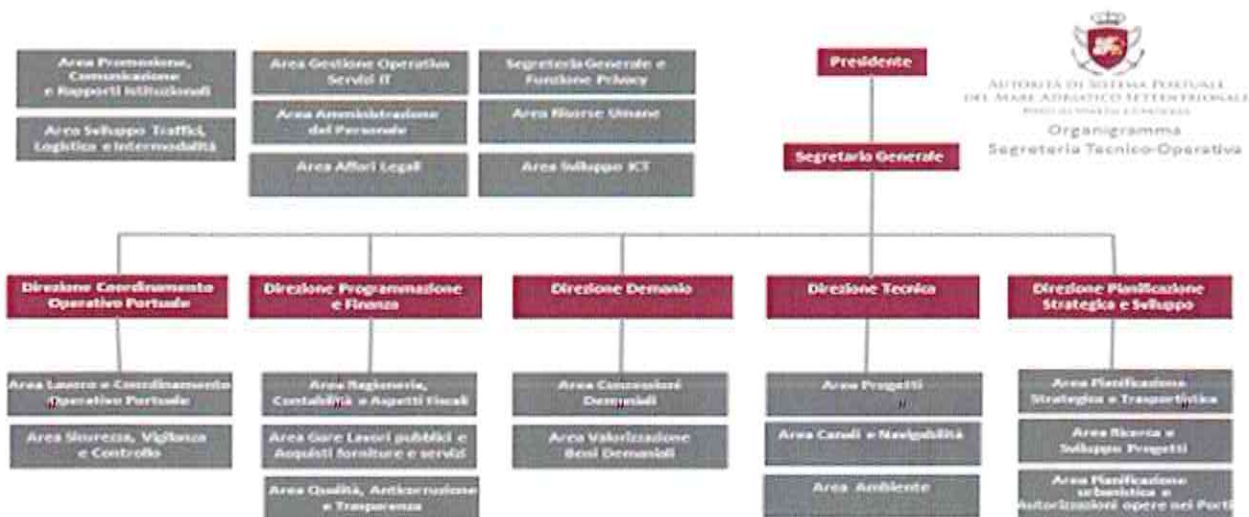 Area Promozione,
Comunicazione
e Rapporti Istituzionali
Area Sviluppo Traffici,
Logistica e Intermodalità
Area Gestione Operativa
Servizi IT
Area Amministrazione
del Personale
Area Affari Legali
Segreteria Generale e
Funzione Privacy
Area Risorse Umane
Area Sviluppo ICT
Presidente
Segretario Generale
AUTORITÀ DI SISTEMA PORTUALE
DEL MARE ADRIATICO SETTENTRIONALE
Organigramma
Segreteria Tecnico-Operativa
Direzione Coordinamento
Operativo Portuale
Area Lavoro e Coordinamento
Operativo Portuale
Area Sicurezza, Vigilanza
e Controllo
Direzione Programmazione
e Finanza
Area Ragioneria,
Contabilità e Aspetti Fiscali
Area Gare Lavori pubblici e
Acquisti forniture e servizi
Area Qualità, Anticorruzione
e Trasparenza
Direzione Demanio
Area Concessioni
Demaniali
Area Valorizzazione
Beni Demaniali
Direzione Tecnica
Area Progetti
Area Canali e Navigabilità
Area Ambiente
Direzione Pianificazione
Strategica e Sviluppo
Area Pianificazione
Strategica e Trasportistica
Area Ricerca e
Sviluppo Progetti
Area Pianificazione
urbanistica e
Autorizzazioni opere nei Porti